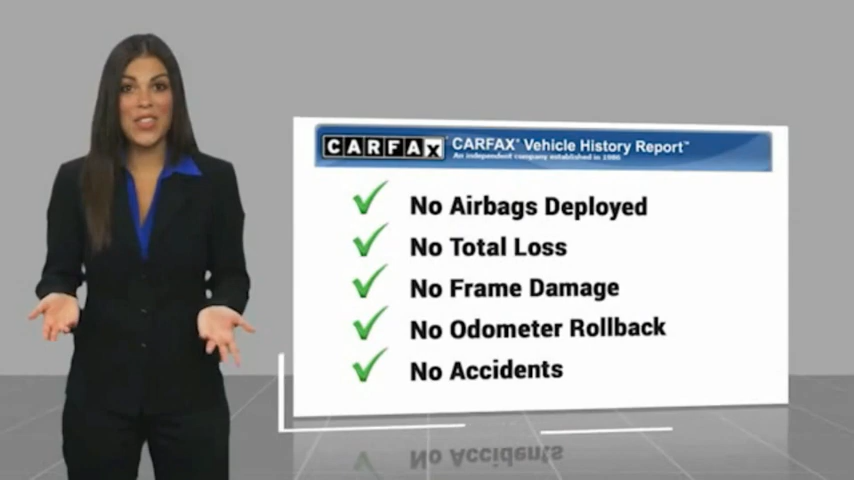 CARFAX
CARFAX® Vehicle History Report™
An independent company established in 1986
No Airbags Deployed
No Total Loss
No Frame Damage
No Odometer Rollback
No Accidents
No Accidents